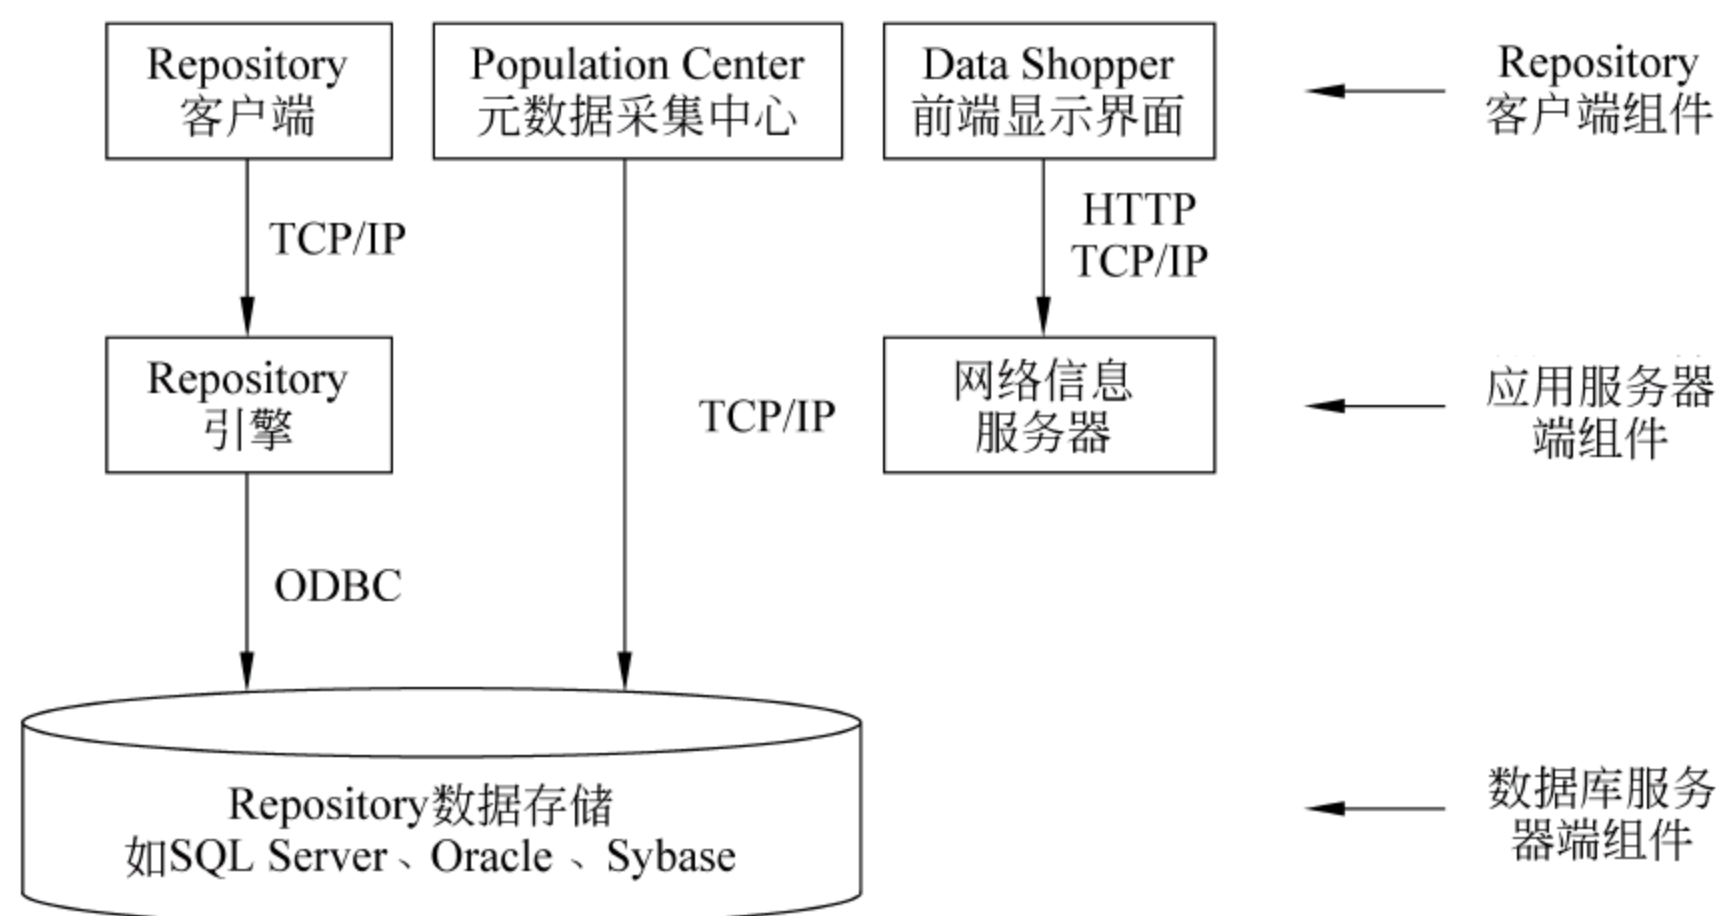 Repository
客户端
Population Center
元数据采集中心
Data Shopper
前端显示界面
Repository
客户端组件
TCP/IP
HTTP
TCP/IP
Repository
引擎
TCP/IP
网络信息
服务器
应用服务器
端组件
ODBC
Repository数据存储
如SQL Server、Oracle 、Sybase
数据库服务
器端组件